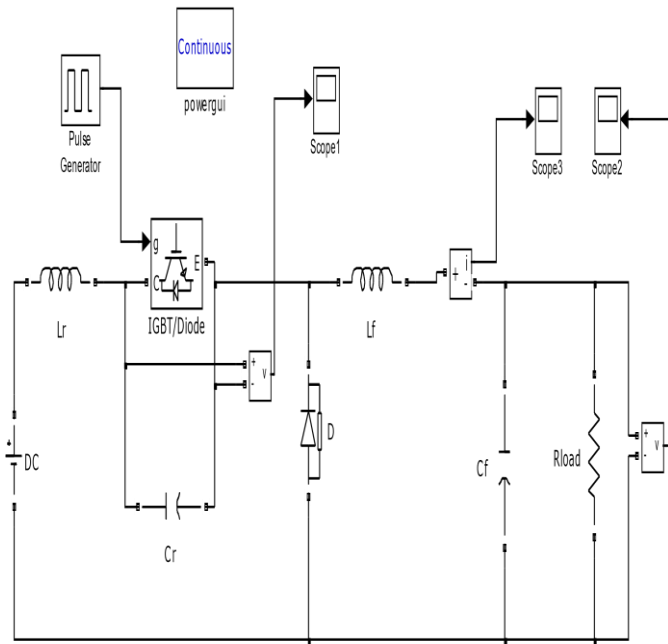 Continuous
powergui
Pulse
Generator
Scope1
Scope3
Scope2
g
C
E
IGBT/Diode
Lr
Lf
+
i
-
+
-
v
DC
D
Cr
Cf
Rload
+
-
v
+